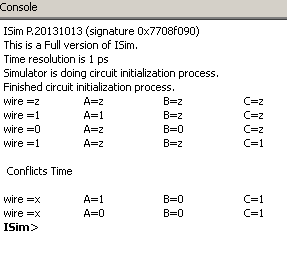 Console
ISim P.20131013 (signature 0x7708f090)
This is a Full version of ISim.
Time resolution is 1 ps
Simulator is doing circuit initialization process.
Finished circuit initialization process.
wire =z A=z B=z C=z
wire =1 A=1 B=z C=z
wire =0 A=z B=0 C=z
wire =1 A=z B=z C=1
Conflicts Time
wire =x A=1 B=0 C=1
wire =x A=0 B=0 C=1
ISim>